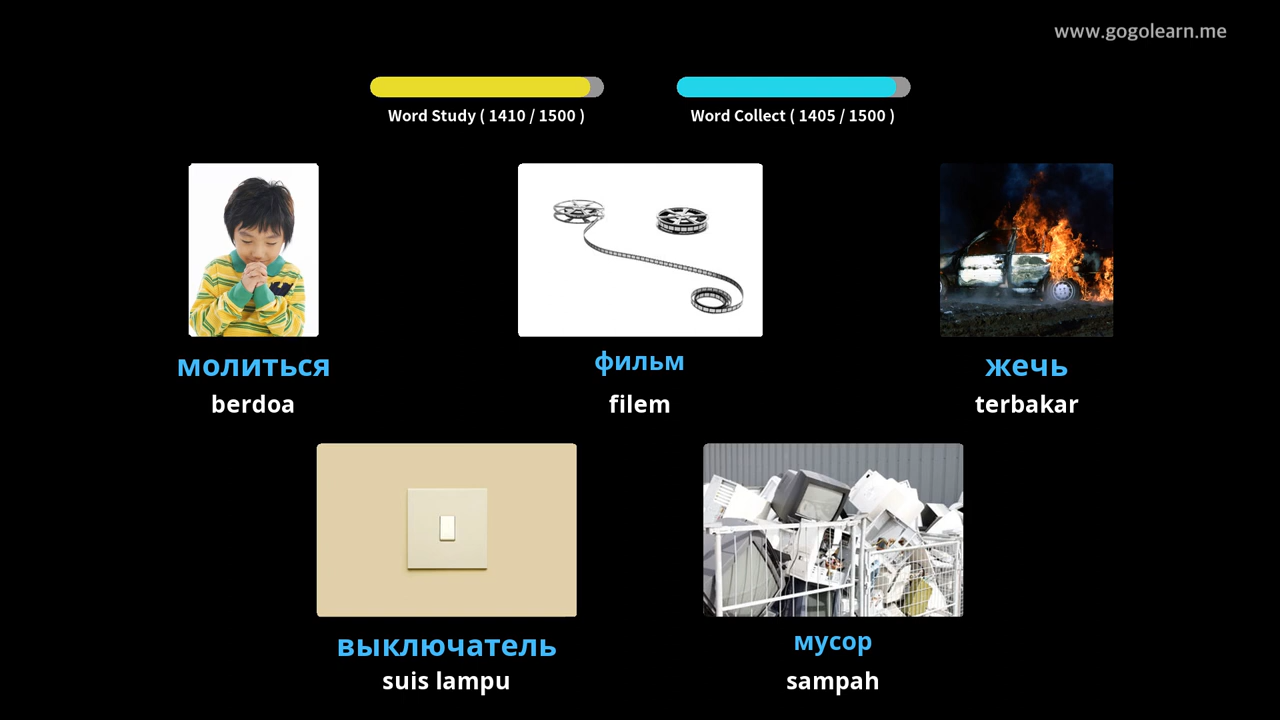 www.gogolearn.me
Word Study ( 1410 / 1500 )
Word Collect ( 1405 / 1500 )
молиться
berdoa
фильм
filem
жечь
terbakar
выключатель
suis lampu
мусор
sampah